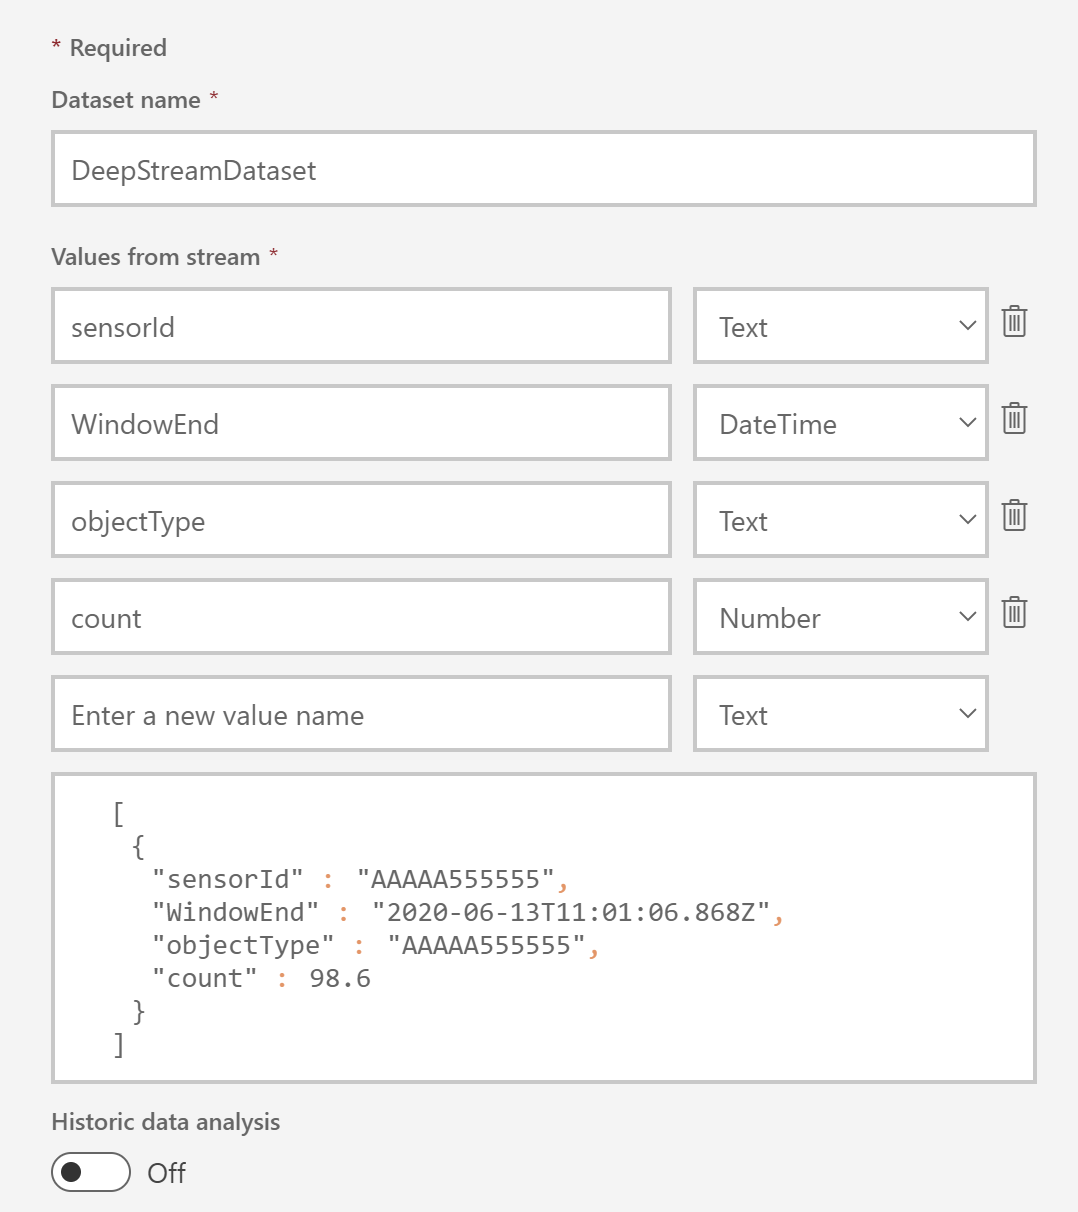 * Required
Dataset name *
DeepStreamDataset
Values from stream *
sensorId Text
WindowEnd DateTime
objectType Text
count Number
Enter a new value name Text
[
{
"sensorId" : "AAAAA555555",
"WindowEnd" : "2020-06-13T11:01:06.868Z",
"objectType" : "AAAAA555555",
"count" : 98.6
}
]
Historic data analysis
Off